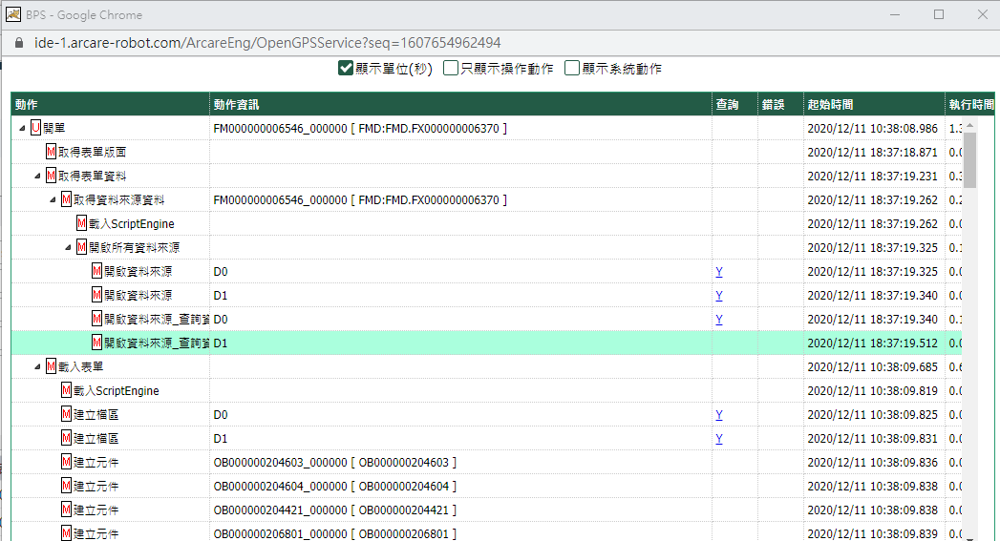 BPS - Google Chrome
ide-1.arcare-robot.com/ArcareEng/OpenGPSService?seq=1607654962494
顯示單位(秒) 只顯示操作動作 顯示系統動作
動作 動作資訊 查詢 錯誤 起始時間 執行時間
U 開單 FM000000006546_000000 [ FMD:FMD.FX000000006370 ] 2020/12/11 10:38:08.986 1.3
M 取得表單版面 2020/12/11 18:37:18.871 0.0
M 取得表單資料 2020/12/11 18:37:19.231 0.3
M 取得資料來源資料 FM000000006546_000000 [ FMD:FMD.FX000000006370 ] 2020/12/11 18:37:19.262 0.2
M 載入ScriptEngine 2020/12/11 18:37:19.262 0.0
M 開啟所有資料來源 2020/12/11 18:37:19.325 0.1
M 開啟資料來源 D0 Y 2020/12/11 18:37:19.325 0.0
M 開啟資料來源 D1 Y 2020/12/11 18:37:19.340 0.0
M 開啟資料來源_查詢資 D0 Y 2020/12/11 18:37:19.340 0.1
M 開啟資料來源_查詢資 D1 2020/12/11 18:37:19.512 0.0
M 載入表單 2020/12/11 10:38:09.685 0.6
M 載入ScriptEngine 2020/12/11 10:38:09.819 0.0
M 建立檔區 D0 Y 2020/12/11 10:38:09.825 0.0
M 建立檔區 D1 Y 2020/12/11 10:38:09.831 0.0
M 建立元件 OB000000204603_000000 [ OB000000204603 ] 2020/12/11 10:38:09.836 0.0
M 建立元件 OB000000204604_000000 [ OB000000204604 ] 2020/12/11 10:38:09.838 0.0
M 建立元件 OB000000204421_000000 [ OB000000204421 ] 2020/12/11 10:38:09.838 0.0
M 建立元件 OB000000206801_000000 [ OB000000206801 ] 2020/12/11 10:38:09.839 0.0